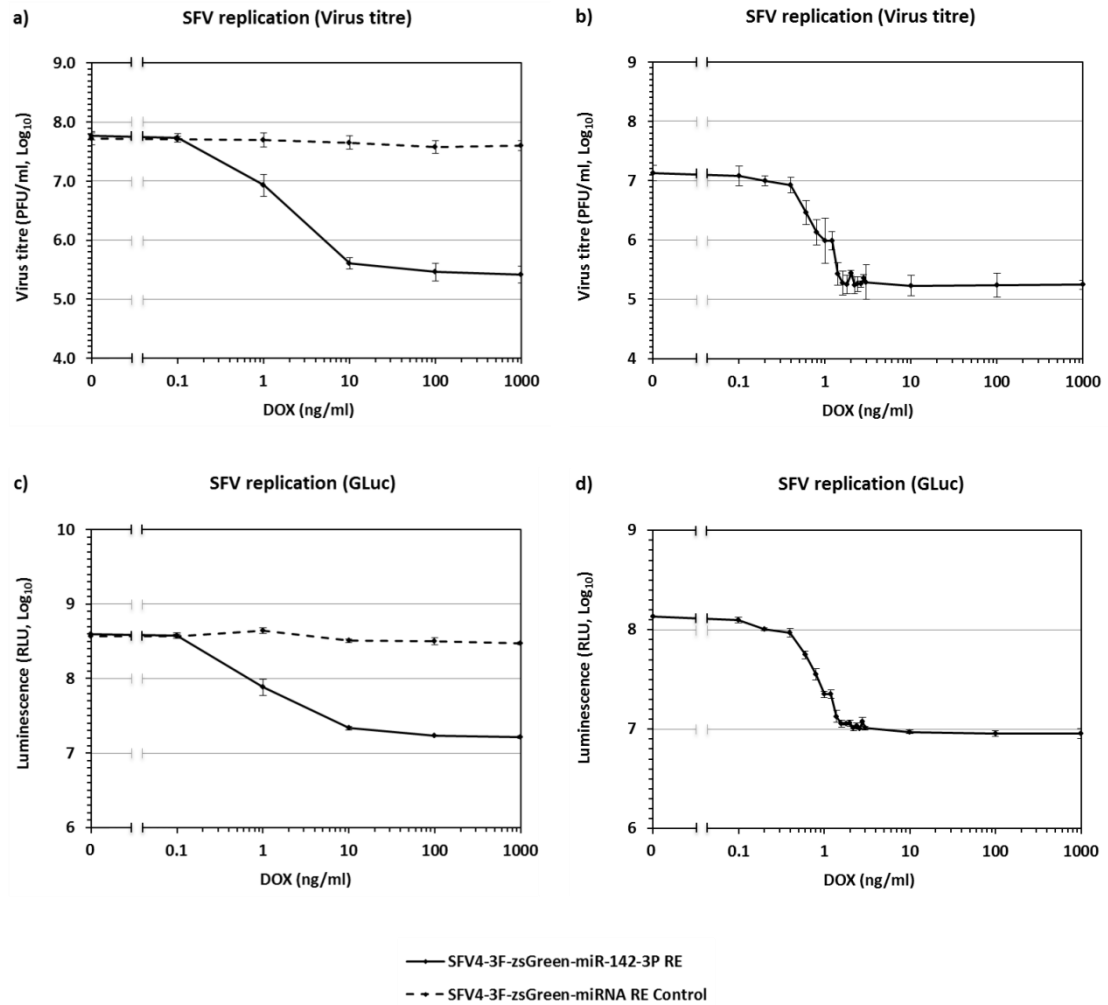 a) SFV replication (Virus titre)
Virus titre (PFU/ml, Log10)
9.0
8.0
7.0
6.0
5.0
4.0
0 0.1 1 10 100 1000
DOX (ng/ml)
b) SFV replication (Virus titre)
Virus titre (PFU/ml, Log10)
9
8
7
6
5
4
0 0.1 1 10 100 1000
DOX (ng/ml)
c) SFV replication (GLuc)
Luminescence (RLU, Log10)
10
9
8
7
6
0 0.1 1 10 100 1000
DOX (ng/ml)
d) SFV replication (GLuc)
Luminescence (RLU, Log10)
9
8
7
6
0 0.1 1 10 100 1000
DOX (ng/ml)
SFV4-3F-zsGreen-miR-142-3P RE
SFV4-3F-zsGreen-miRNA RE Control